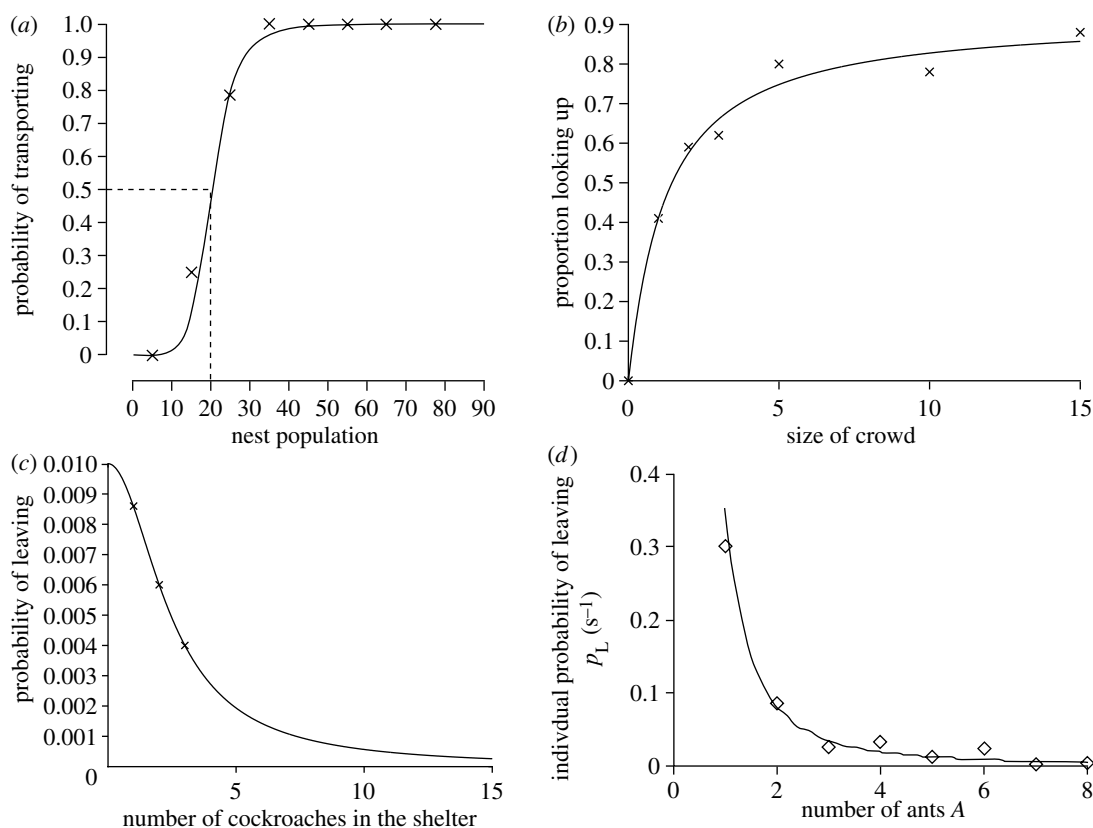 (a)
probability of transporting
1.0
0.9
0.8
0.7
0.6
0.5
0.4
0.3
0.2
0.1
0
0 10 20 30 40 50 60 70 80 90
nest population
(b)
proportion looking up
0.9
0.8
0.7
0.6
0.5
0.4
0.3
0.2
0.1
0
0 5 10 15
size of crowd
(c)
probability of leaving
0.010
0.009
0.008
0.007
0.006
0.005
0.004
0.003
0.002
0.001
0
5 10 15
number of cockroaches in the shelter
(d)
indivdual probability of leaving
pL (s–1)
0.4
0.3
0.2
0.1
0
0 2 4 6 8
number of ants A